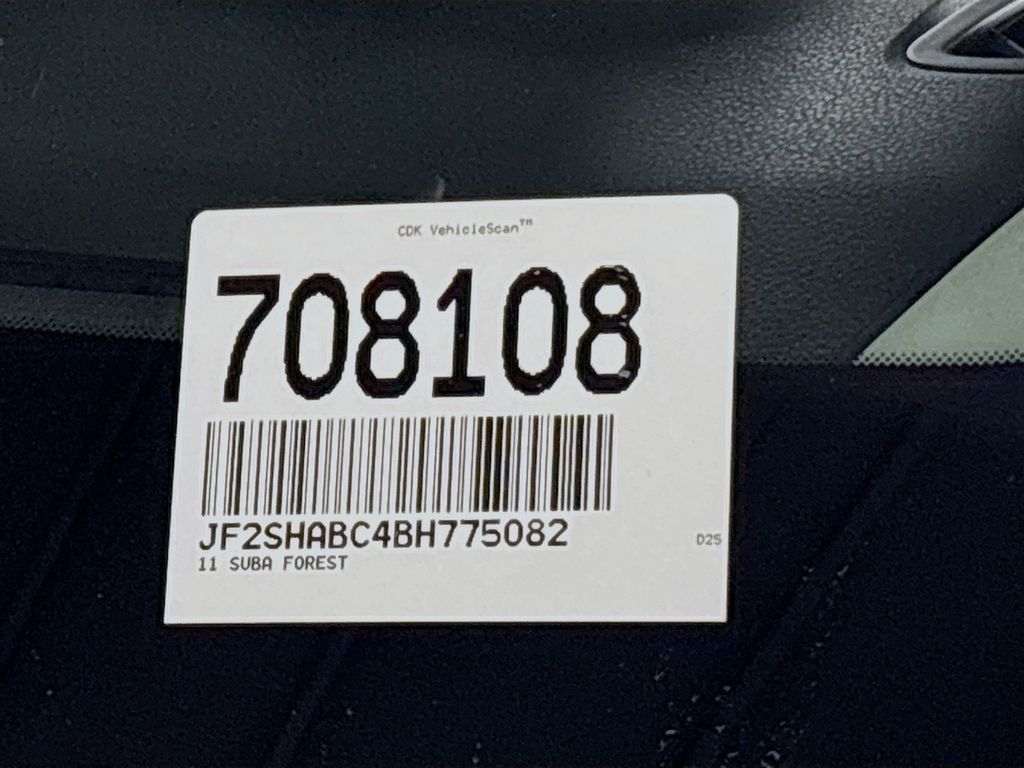 CDK VehicleScan™
708108
JF2SHABC4BH775082
D25
11 SUBA FOREST